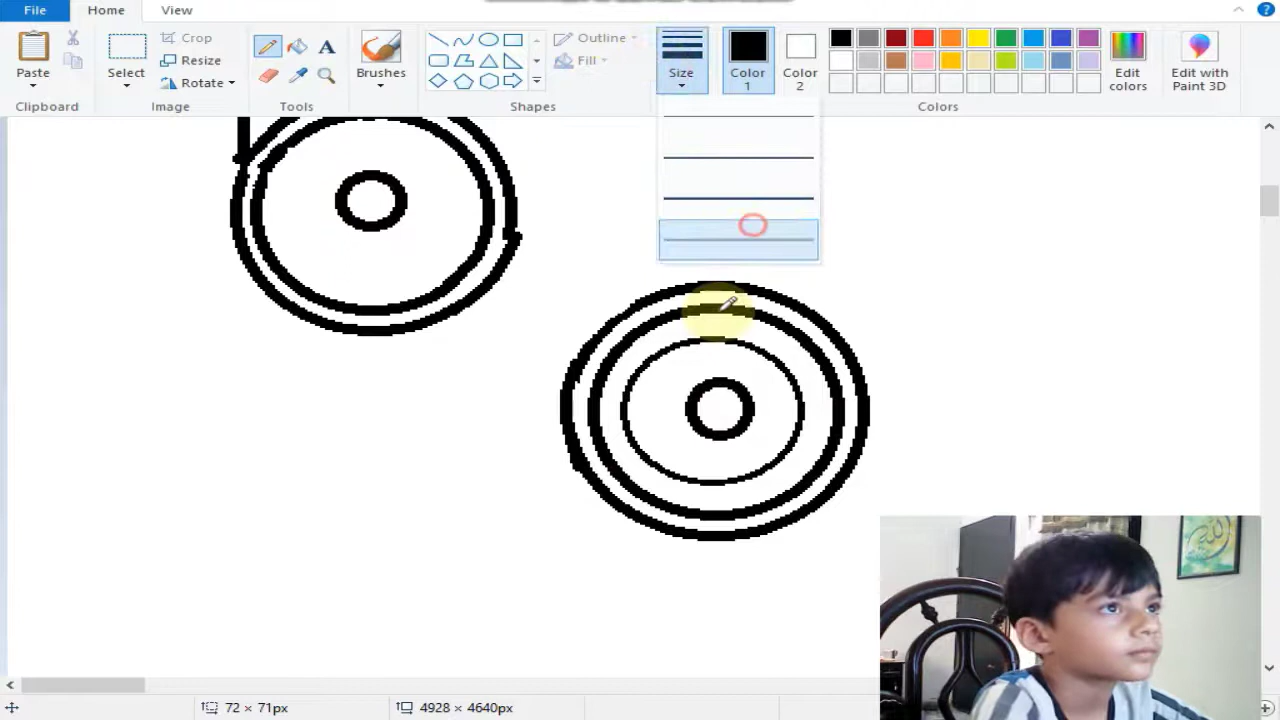 File
Home
View
Paste
Clipboard
Select
Crop
Resize
Rotate
Image
A
Tools
Brushes
Shapes
Outline
Fill
Size
Color 1
Color 2
Edit colors
Colors
Edit with Paint 3D
?
72 × 71px
4928 × 4640px